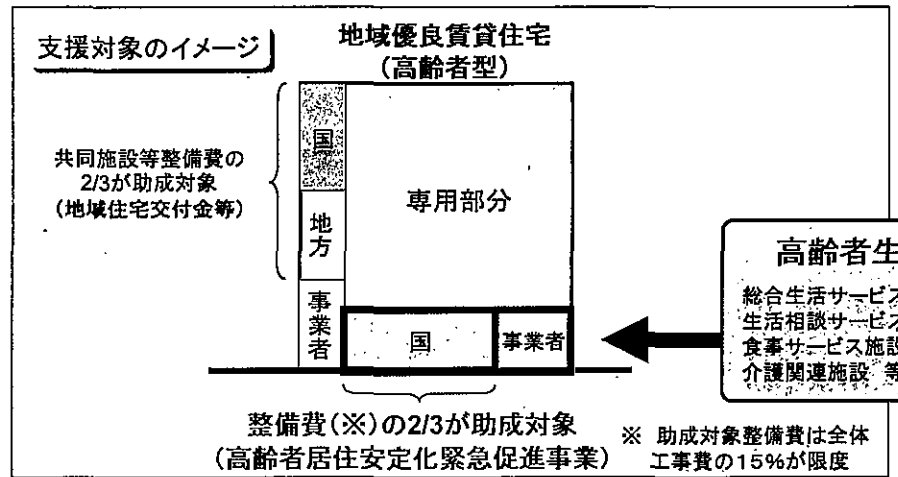 支援対象のイメージ
地域優良賃貸住宅
(高齢者型)
国
共同施設等整備費の
2/3が助成対象
(地域住宅交付金等)
地方
専用部分
事業者
国
事業者
高齢者生
総合生活サービス
生活相談サービス
食事サービス施設
介護関連施設 等
整備費(※)の2/3が助成対象
(高齢者居住安定化緊急促進事業)
※ 助成対象整備費は全体
工事費の15%が限度